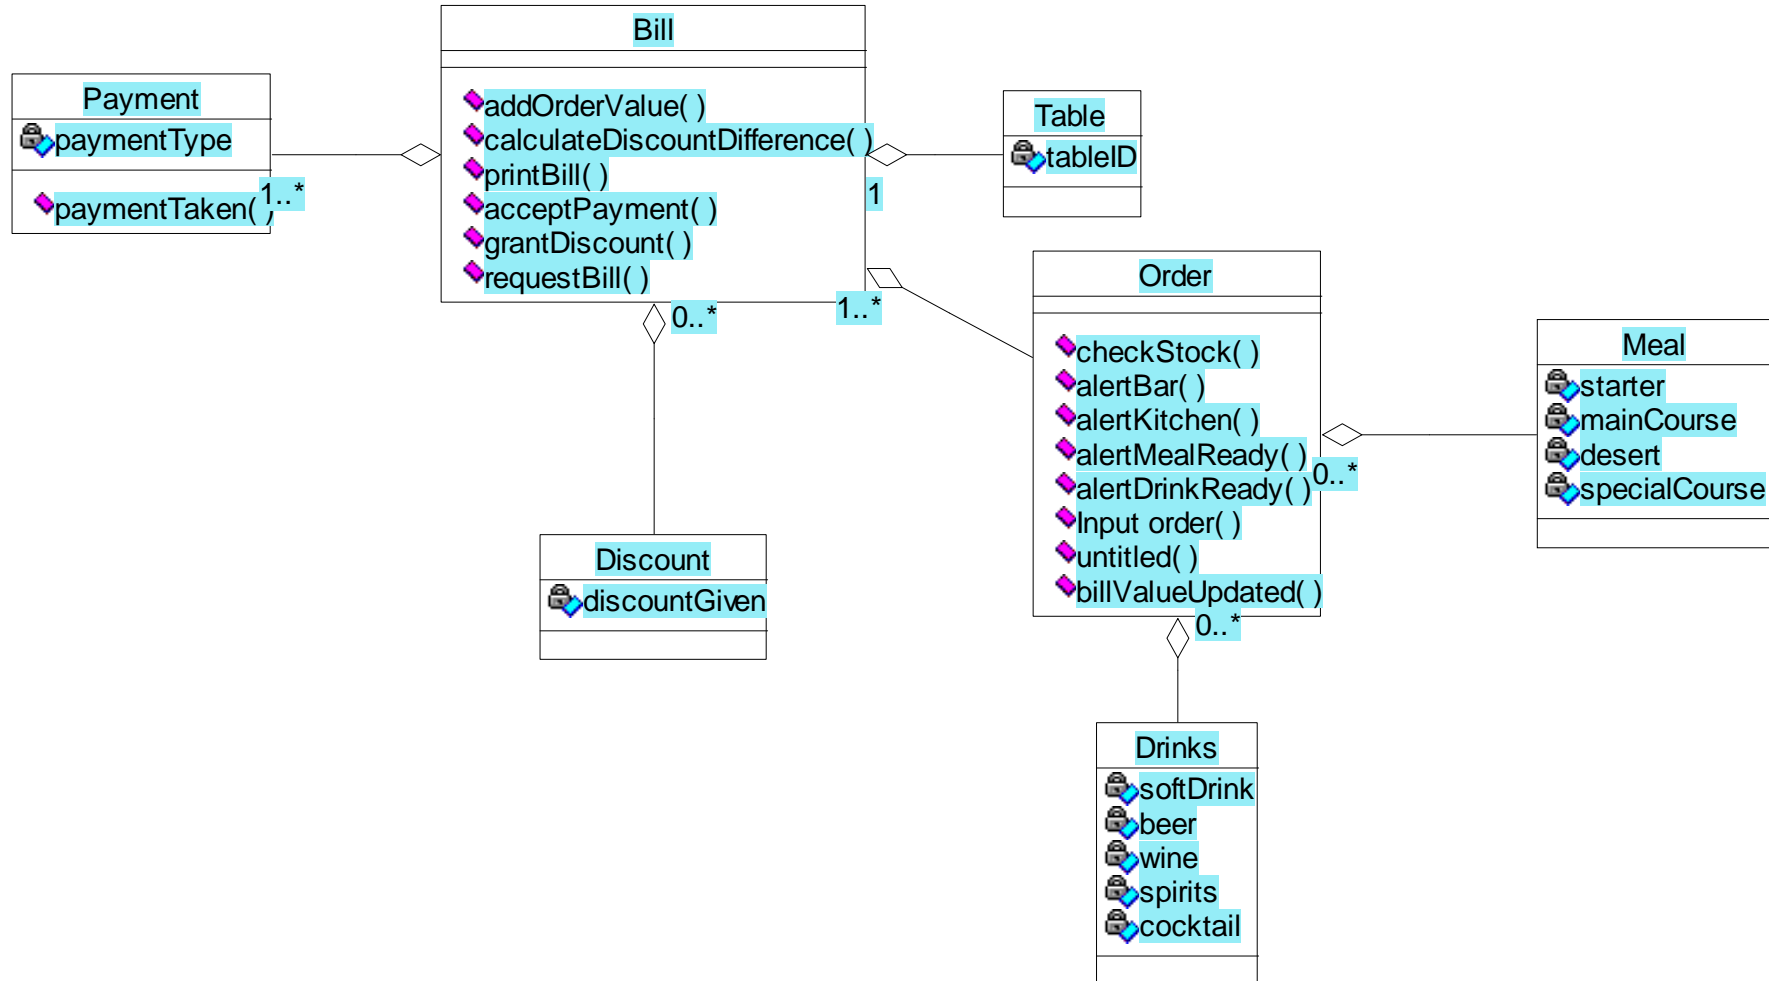 Bill
addOrderValue( )
calculateDiscountDifference( )
printBill( )
acceptPayment( )
grantDiscount( )
requestBill( )
Payment
paymentType
paymentTaken( )
1..*
Table
tableID
1
1..*
0..*
Order
checkStock( )
alertBar( )
alertKitchen( )
alertMealReady( )
alertDrinkReady( )
Input order( )
untitled( )
billValueUpdated( )
0..*
0..*
Meal
starter
mainCourse
desert
specialCourse
Discount
discountGiven
Drinks
softDrink
beer
wine
spirits
cocktail